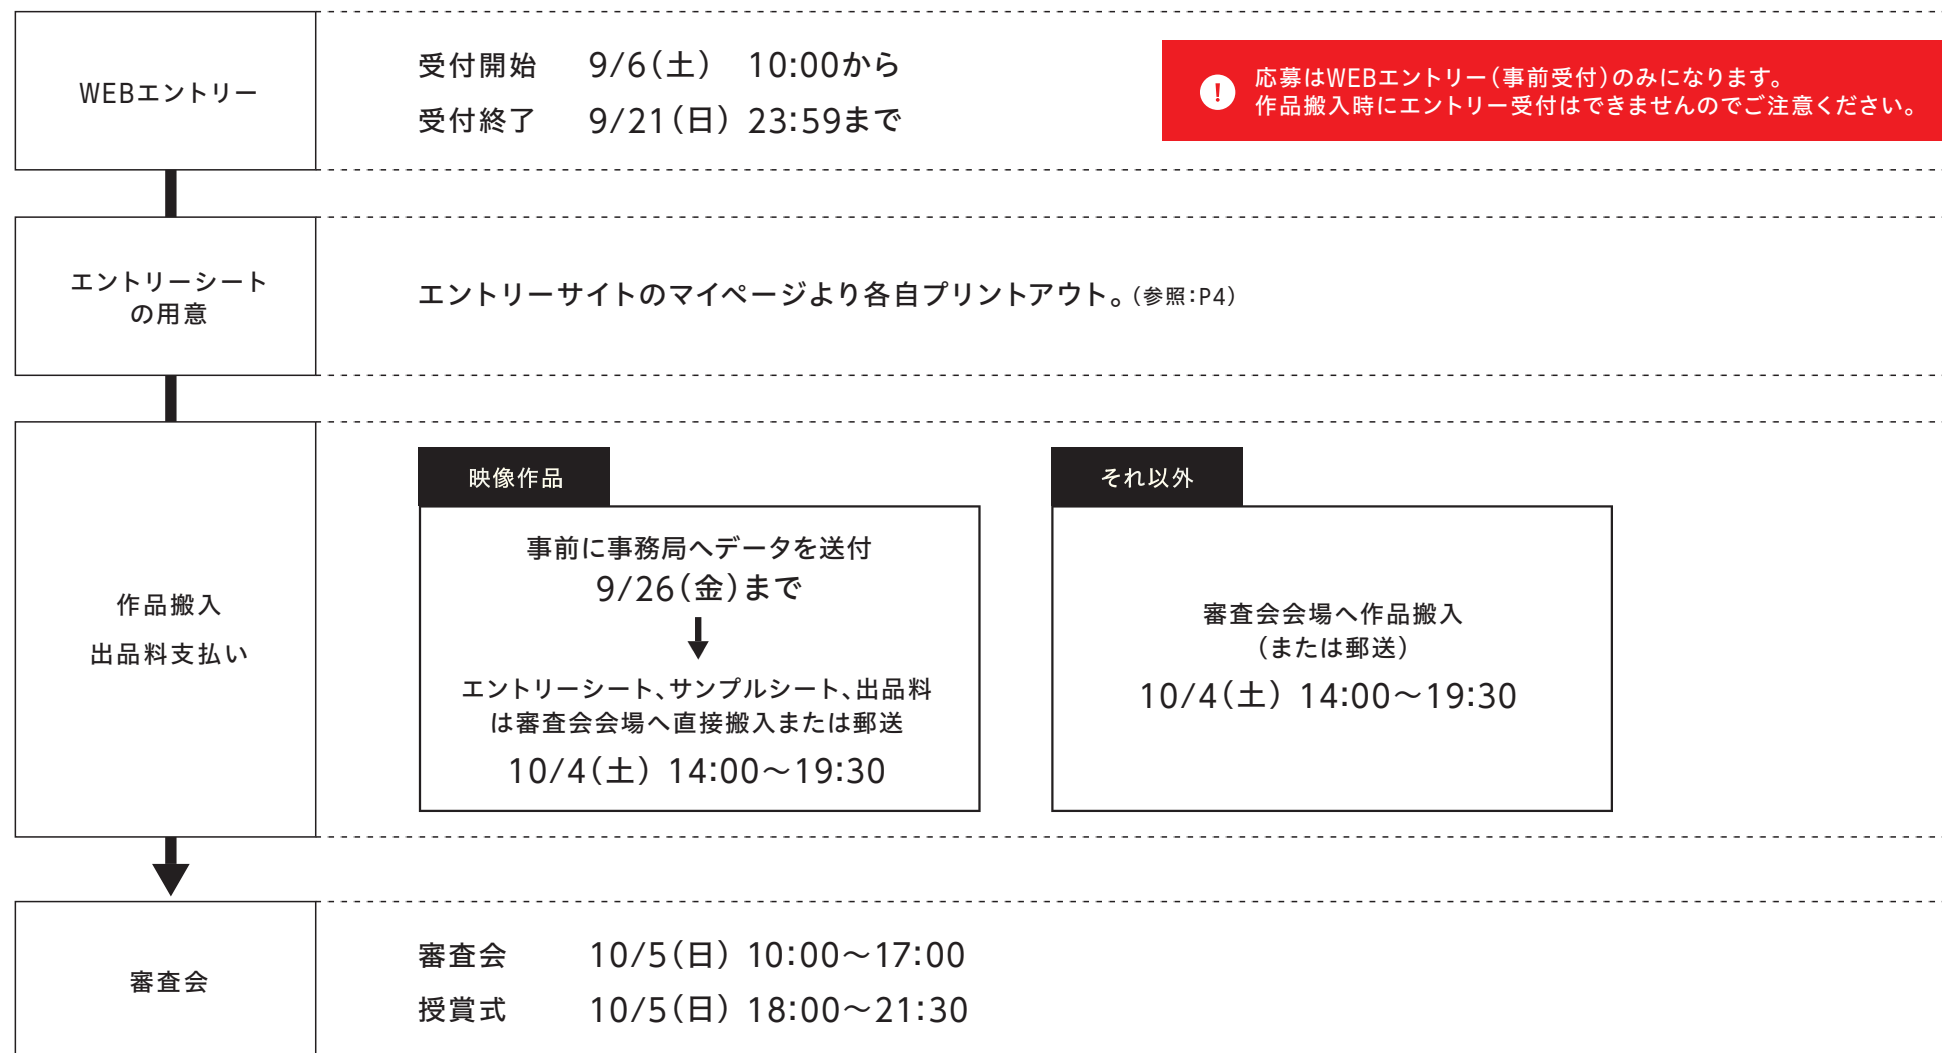 WEBエントリー
受付開始 9/6(土) 10:00から
受付終了 9/21(日) 23:59まで
! 応募はWEBエントリー(事前受付)のみになります。
作品搬入時にエントリー受付はできませんのでご注意ください。
エントリーシート
の用意
エントリーサイトのマイページより各自プリントアウト。(参照:P4)
作品搬入
出品料支払い
映像作品
事前に事務局へデータを送付
9/26(金)まで
エントリーシート、サンプルシート、出品料
は審査会会場へ直接搬入または郵送
10/4(土) 14:00〜19:30
それ以外
審査会会場へ作品搬入
(または郵送)
10/4(土) 14:00〜19:30
審査会
審査会 10/5(日) 10:00〜17:00
授賞式 10/5(日) 18:00〜21:30